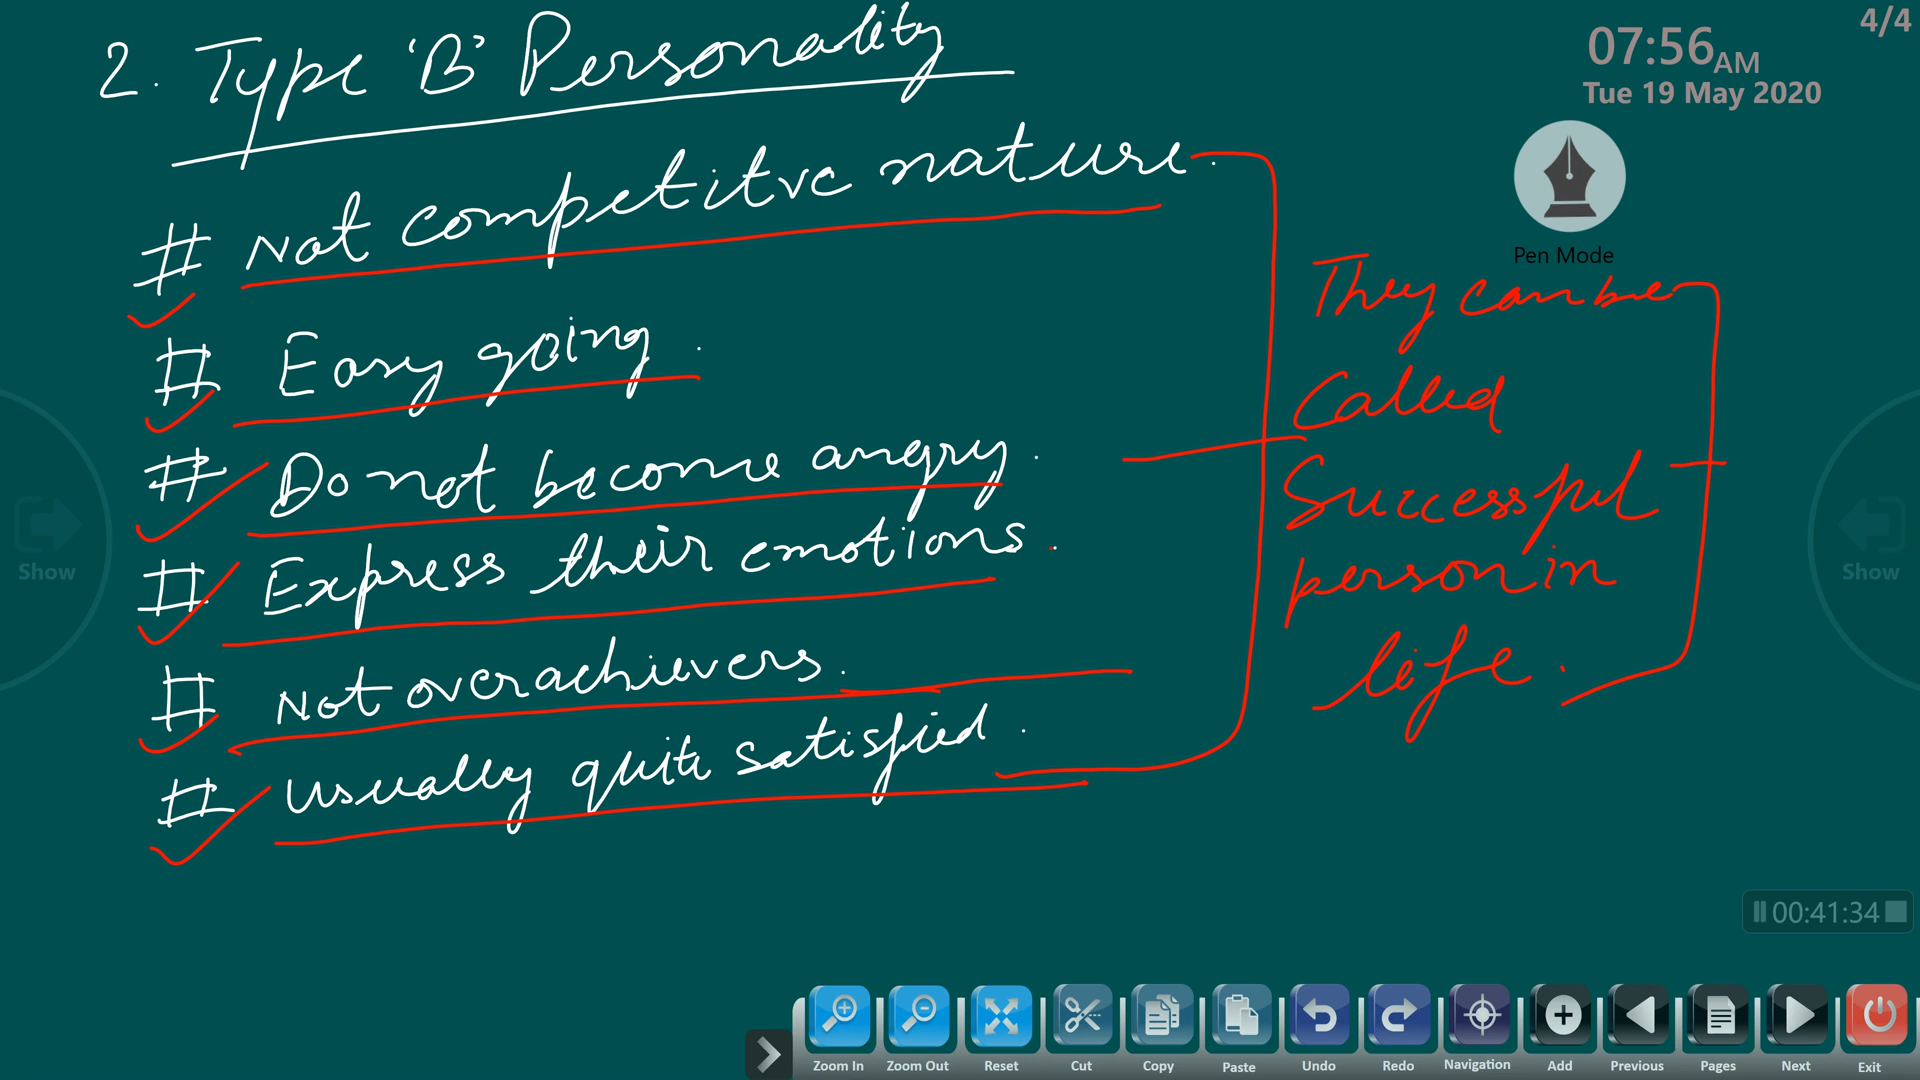 4/4
07:56 AM
Tue 19 May 2020
Pen Mode
2. Type 'B' Personality
# Not competitve nature.
# Easy going.
# Do not become angry.
# Express their emotions.
# Not overachievers.
# Usually quite satisfied.
They can be
Called
Successful
person in
life.
Show
Show
00:41:34
Zoom In
Zoom Out
Reset
Cut
Copy
Paste
Undo
Redo
Navigation
Add
Previous
Pages
Next
Exit